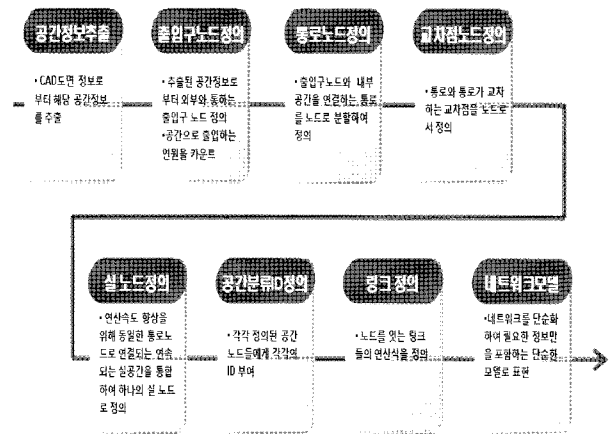 공간정보추출
• CAD도면 정보로
부터 해당 공간정보
를 추출
출입구노드정의
• 추출된 공간정보로
부터 외부와 통하는
출입구 노드 정의
•공간으로 출입하는
인원을 카운트
통로노드정의
• 출입구노드와 내부
공간을 연결하는 통로
를 노드로 분할하여
정의
교차점노드정의
• 통로와 통로가 교차
하는 교차점을 노드로
서 정의
실노드정의
• 연산속도 향상을
위해 동일한 통로노
드로 연결되는 연속
되는 실공간을 통합
하여 하나의 실 노드
로 정의
공간분류ID정의
• 각각 정의된 공간
노드들에게 각각의
ID 부여
링크 정의
• 노드를 잇는 링크
들의 연산식을 정의
네트워크모델
•네트워크를 단순화
하여 필요한 정보만
을 포함하는 단순한
모델로 표현